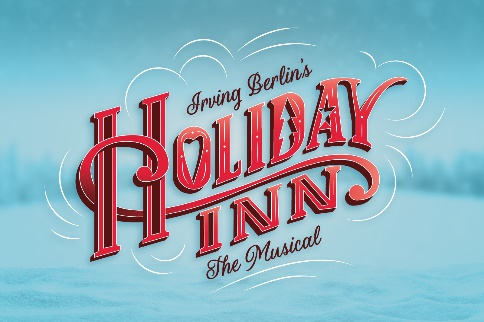 Irving Berlin's
HOLIDAY
INN
The Musical